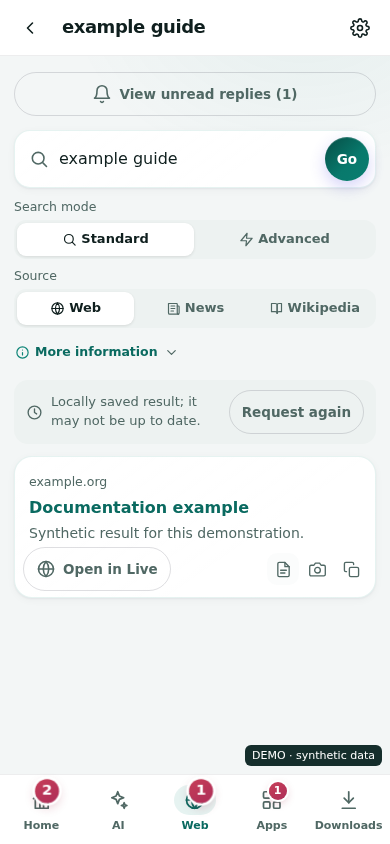 example guide
View unread replies (1)
example guide
Go
Search mode
Standard
Advanced
Source
Web
News
Wikipedia
More information
Locally saved result; it
may not be up to date.
Request again
example.org
Documentation example
Synthetic result for this demonstration.
Open in Live
DEMO · synthetic data
2
1
1
Home
AI
Web
Apps
Downloads